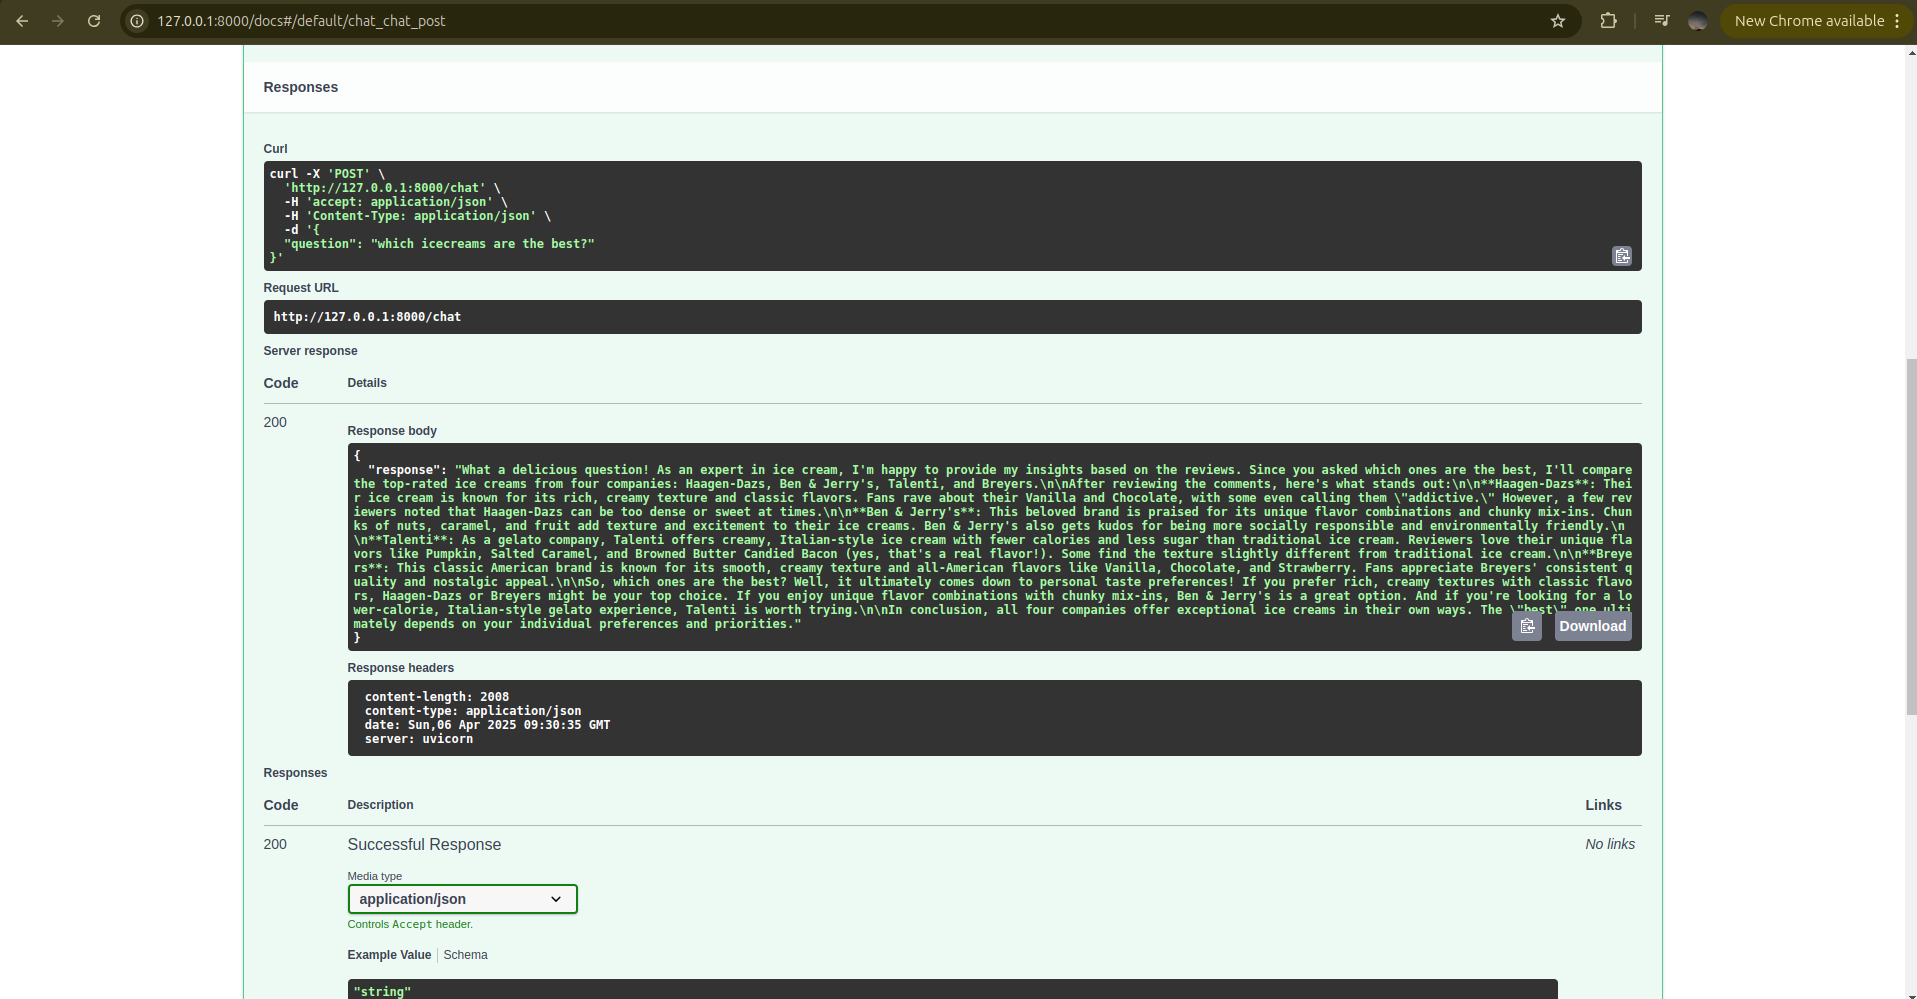 127.0.0.1:8000/docs#/default/chat_chat_post
New Chrome available
Responses
Curl
curl -X 'POST' \
  'http://127.0.0.1:8000/chat' \
  -H 'accept: application/json' \
  -H 'Content-Type: application/json' \
  -d '{
  "question": "which icecreams are the best?"
}'
Request URL
http://127.0.0.1:8000/chat
Server response
Code Details
200
Response body
{
  "response": "What a delicious question! As an expert in ice cream, I'm happy to provide my insights based on the reviews. Since you asked which ones are the best, I'll compare
the top-rated ice creams from four companies: Haagen-Dazs, Ben & Jerry's, Talenti, and Breyers.\n\nAfter reviewing the comments, here's what stands out:\n\n**Haagen-Dazs**: Thei
r ice cream is known for its rich, creamy texture and classic flavors. Fans rave about their Vanilla and Chocolate, with some even calling them \"addictive.\" However, a few rev
iewers noted that Haagen-Dazs can be too dense or sweet at times.\n\n**Ben & Jerry's**: This beloved brand is praised for its unique flavor combinations and chunky mix-ins. Chun
ks of nuts, caramel, and fruit add texture and excitement to their ice creams. Ben & Jerry's also gets kudos for being more socially responsible and environmentally friendly.\n
\n**Talenti**: As a gelato company, Talenti offers creamy, Italian-style ice cream with fewer calories and less sugar than traditional ice cream. Reviewers love their unique fla
vors like Pumpkin, Salted Caramel, and Browned Butter Candied Bacon (yes, that's a real flavor!). Some find the texture slightly different from traditional ice cream.\n\n**Breye
rs**: This classic American brand is known for its smooth, creamy texture and all-American flavors like Vanilla, Chocolate, and Strawberry. Fans appreciate Breyers' consistent q
uality and nostalgic appeal.\n\nSo, which ones are the best? Well, it ultimately comes down to personal taste preferences! If you prefer rich, creamy textures with classic flavo
rs, Haagen-Dazs or Breyers might be your top choice. If you enjoy unique flavor combinations with chunky mix-ins, Ben & Jerry's is a great option. And if you're looking for a lo
wer-calorie, Italian-style gelato experience, Talenti is worth trying.\n\nIn conclusion, all four companies offer exceptional ice creams in their own ways. The \"best\" one ulti
mately depends on your individual preferences and priorities."
}
Download
Response headers
content-length: 2008
content-type: application/json
date: Sun,06 Apr 2025 09:30:35 GMT
server: uvicorn
Responses
Code Description Links
200 Successful Response No links
Media type
application/json
Controls Accept header.
Example Value Schema
"string"